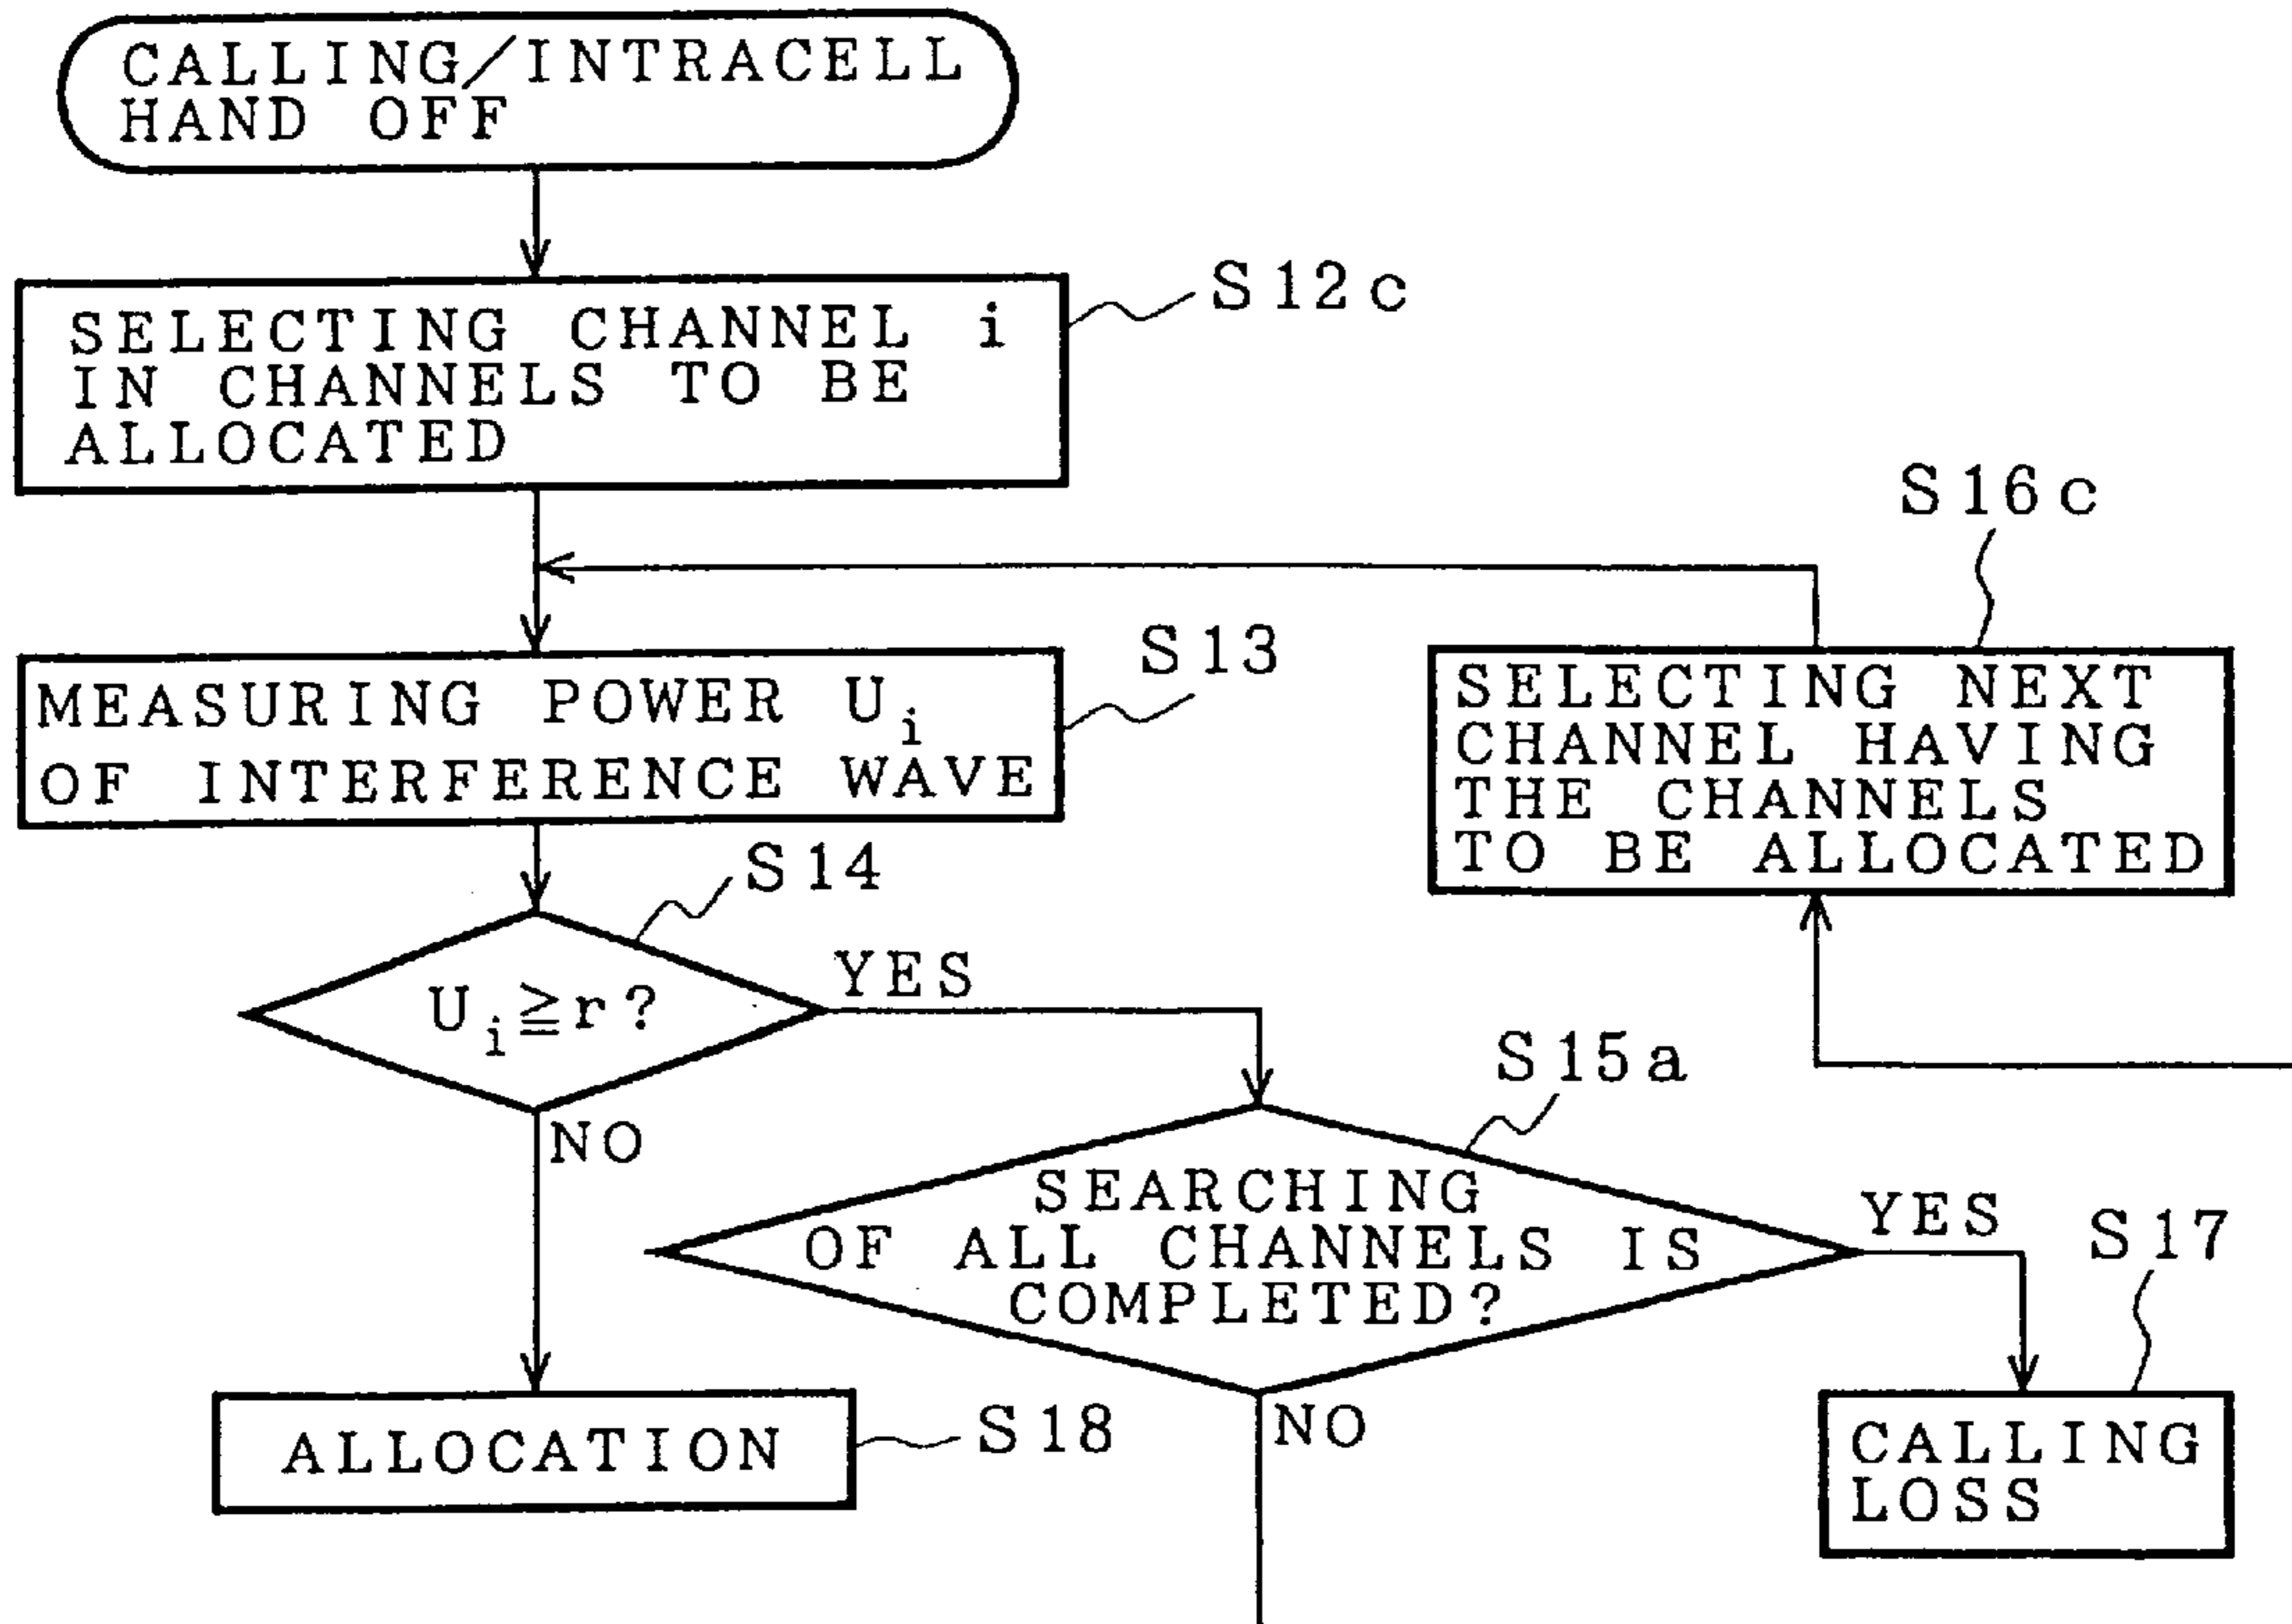 CALLING/INTRACELL
HAND OFF
S12c
SELECTING CHANNEL i
IN CHANNELS TO BE
ALLOCATED
S16c
S13
MEASURING POWER Ui
OF INTERFERENCE WAVE
SELECTING NEXT
CHANNEL HAVING
THE CHANNELS
TO BE ALLOCATED
S14
YES
Ui≧r?
NO
S15a
SEARCHING
OF ALL CHANNELS IS
COMPLETED?
YES
S17
NO
ALLOCATION
S18
CALLING
LOSS